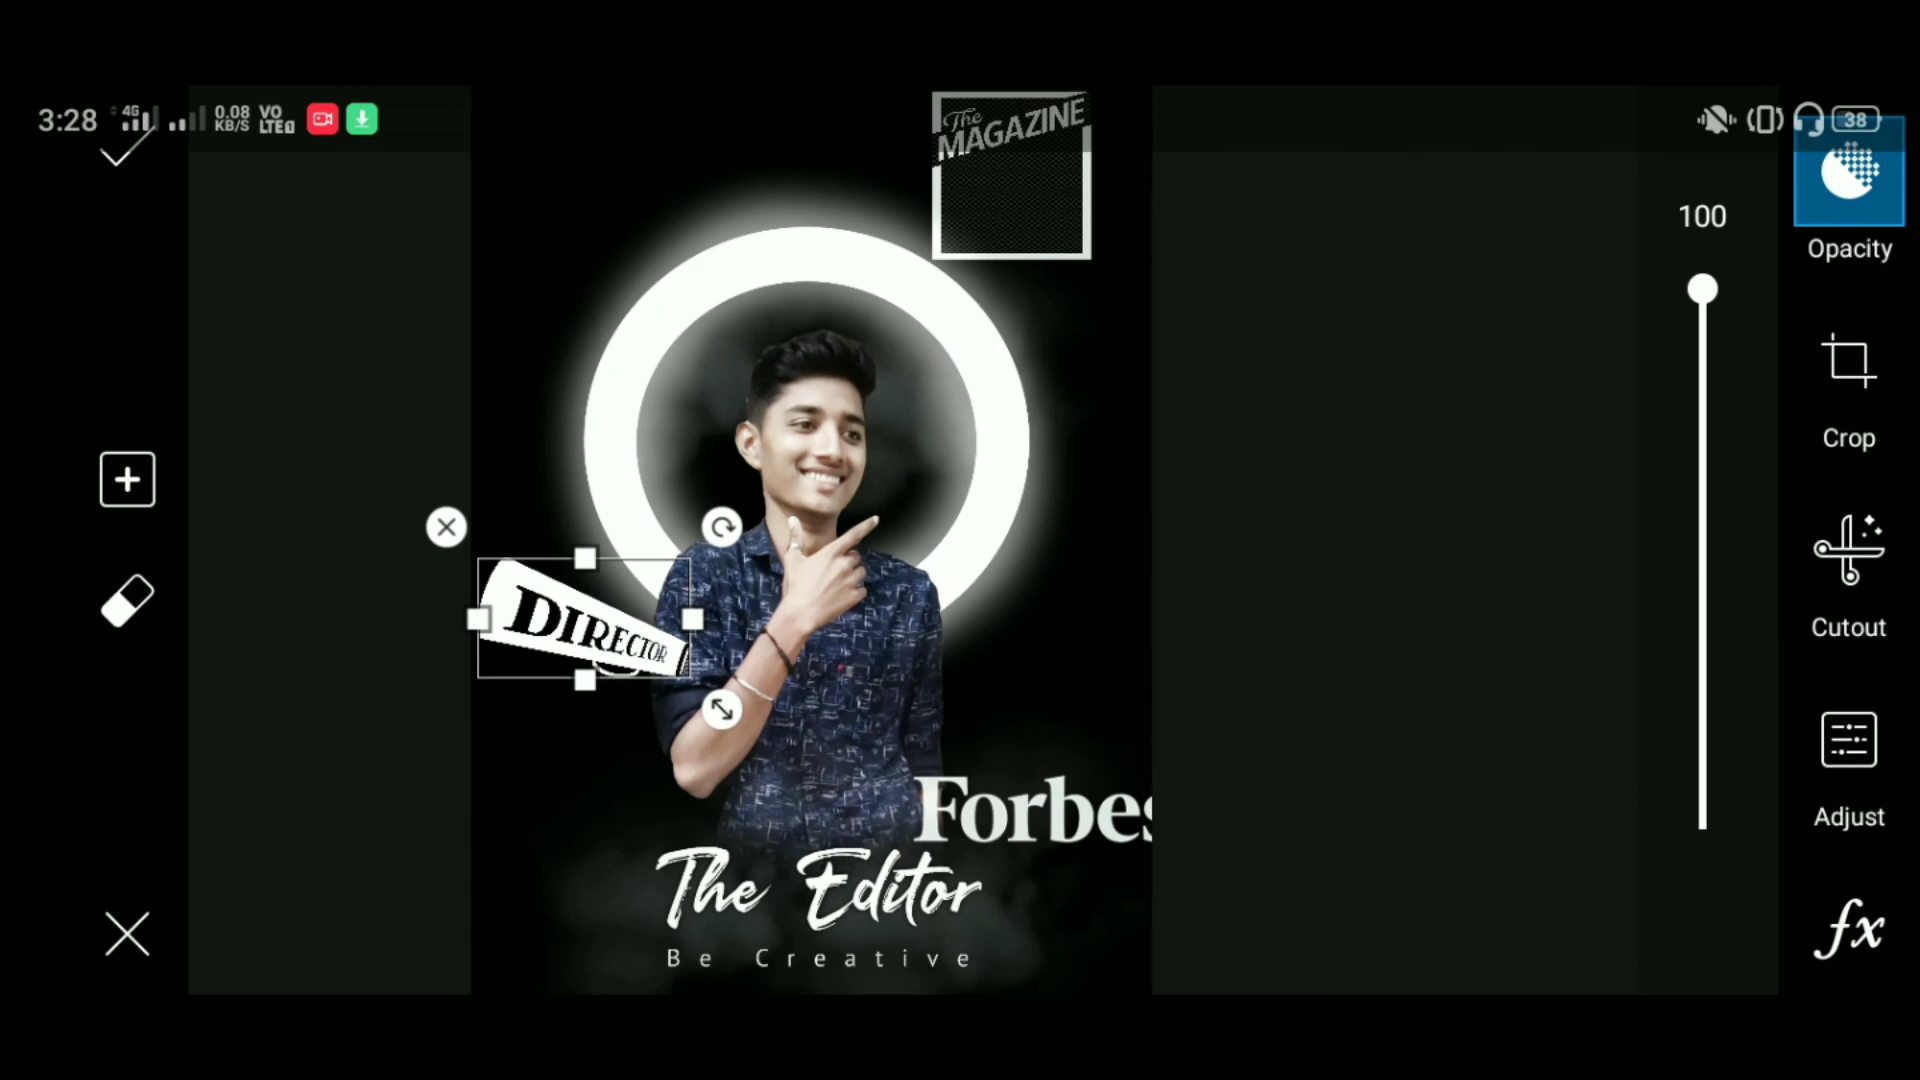 3:28 4G 0.08 KB/S VO LTE 38
The
MAGAZINE
100
Opacity
Crop
DIRECTOR
Cutout
Adjust
Forbes
The Editor
Be Creative
fx